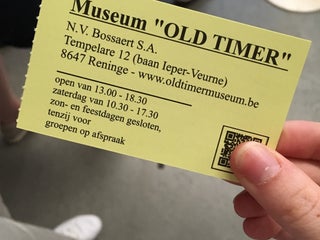 Museum "OLD TIMER"
N.V. Bossaert S.A.
Tempelare 12 (baan Ieper-Veurne)
8647 Reninge - www.oldtimermuseum.be
open van 13.00 - 18.30
zaterdag van 10.30 - 17.30
zon- en feestdagen gesloten,
tenzij voor
groepen op afspraak